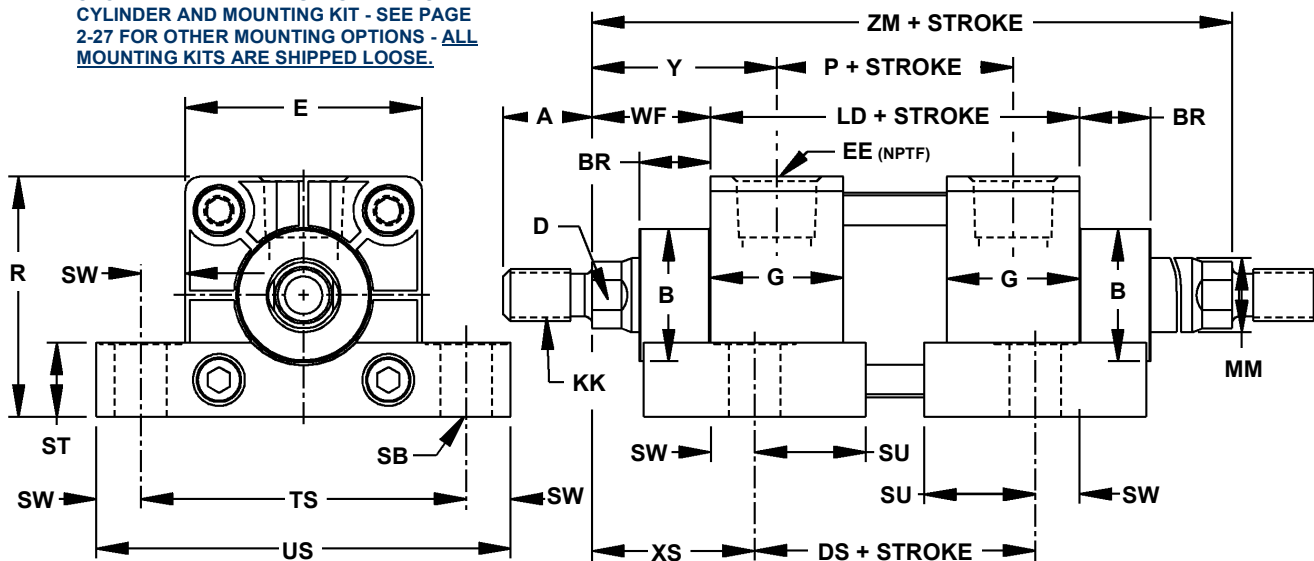 CYLINDER AND MOUNTING KIT - SEE PAGE
2-27 FOR OTHER MOUNTING OPTIONS - ALL
MOUNTING KITS ARE SHIPPED LOOSE.
ZM + STROKE
Y
P + STROKE
E
A
WF
LD + STROKE
BR
BR
EE (NPTF)
D
R
SW
G
G
B
B
KK
MM
ST
SB
SW
SU
SW
TS
SW
SU
SW
US
XS
DS + STROKE